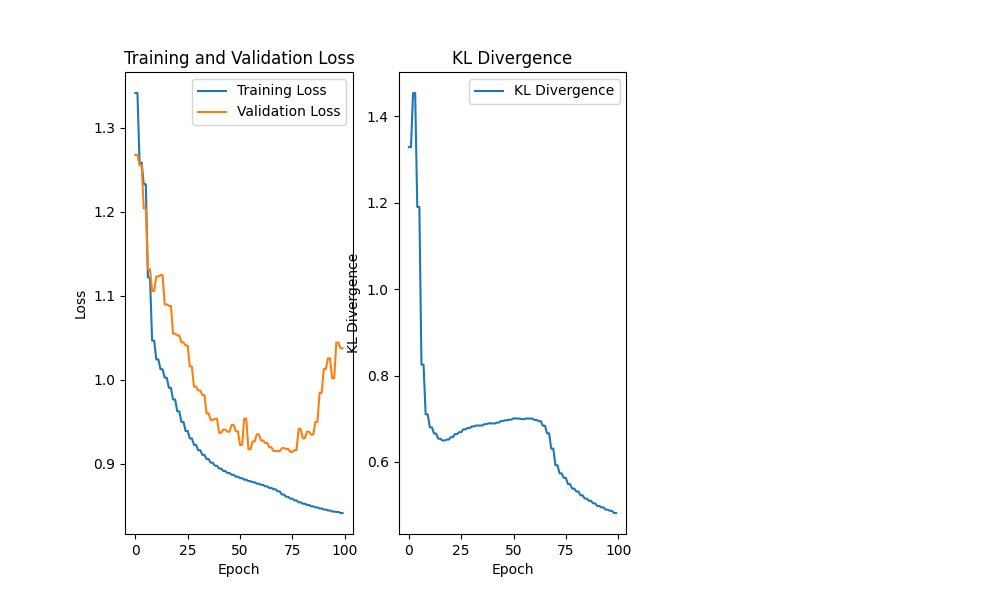 Training and Validation Loss
Training Loss
Validation Loss
Loss
1.3
1.2
1.1
1.0
0.9
0 25 50 75 100
Epoch
KL Divergence
KL Divergence
KL Divergence
1.4
1.2
1.0
0.8
0.6
0 25 50 75 100
Epoch